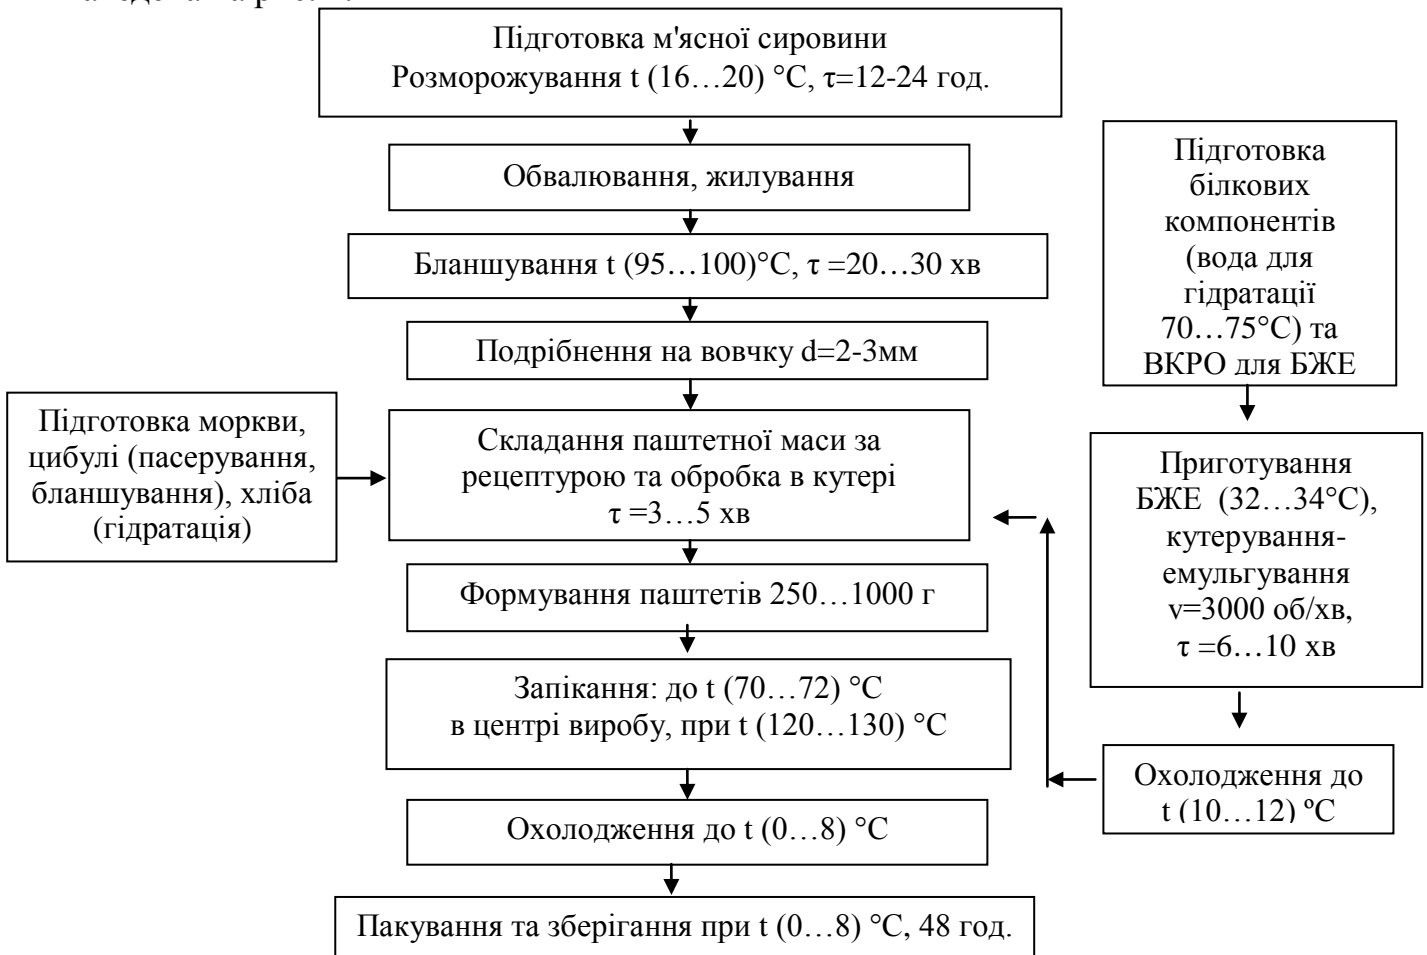 Підготовка м'ясної сировини
Розморожування t (16…20) °С, τ=12-24 год.
Обвалювання, жилування
Бланшування t (95…100)°С, τ =20…30 хв
Подрібнення на вовчку d=2-3мм
Підготовка моркви,
цибулі (пасерування,
бланшування), хліба
(гідратація)
Складання паштетної маси за
рецептурою та обробка в кутері
τ =3…5 хв
Формування паштетів 250…1000 г
Запікання: до t (70…72) °С
в центрі виробу, при t (120…130) °С
Охолодження до t (0…8) °С
Пакування та зберігання при t (0…8) °С, 48 год.
Підготовка
білкових
компонентів
(вода для
гідратації
70…75°С) та
ВКРО для БЖЕ
Приготування
БЖЕ (32…34°С),
кутерування-
емульгування
v=3000 об/хв,
τ =6…10 хв
Охолодження до
t (10…12) ºС